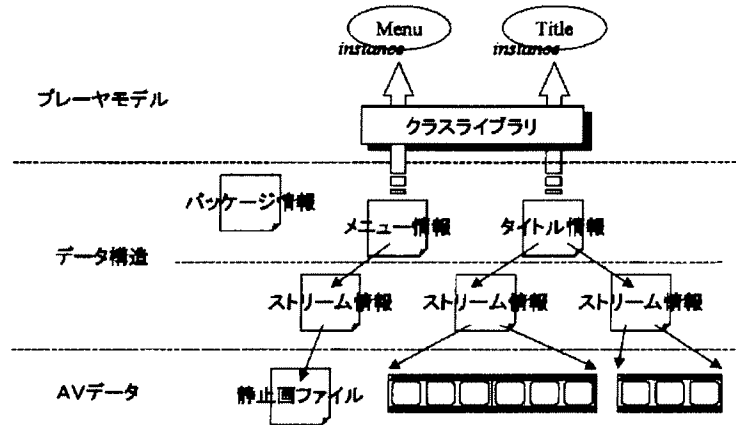 Menu
Title
instance
instance
プレーヤモデル
クラスライブラリ
パッケージ情報
メニュー情報
タイトル情報
データ構造
ストリーム情報
ストリーム情報
ストリーム情報
AVデータ
静止画ファイル